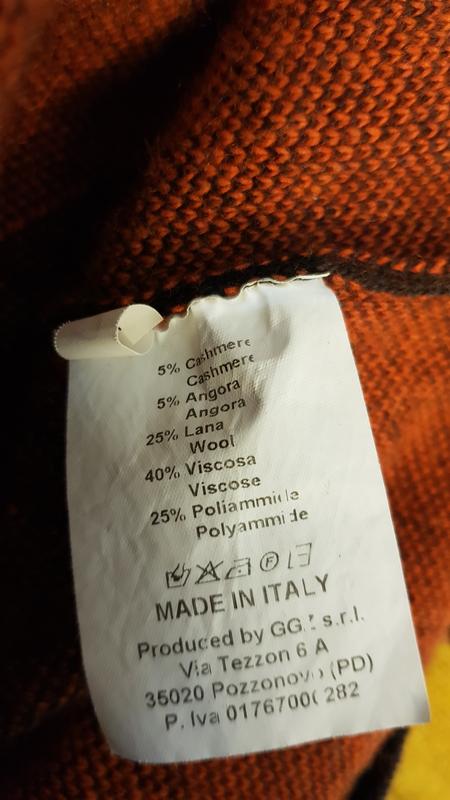 5% Cashmere
Cashmere
5% Angora
Angora
25% Lana
Wool
40% Viscosa
Viscose
25% Poliammide
Polyammide
MADE IN ITALY
Produced by s.r.l.
Via Tezzon 6 A
35020 Pozzonovo (PD)
P. Iva